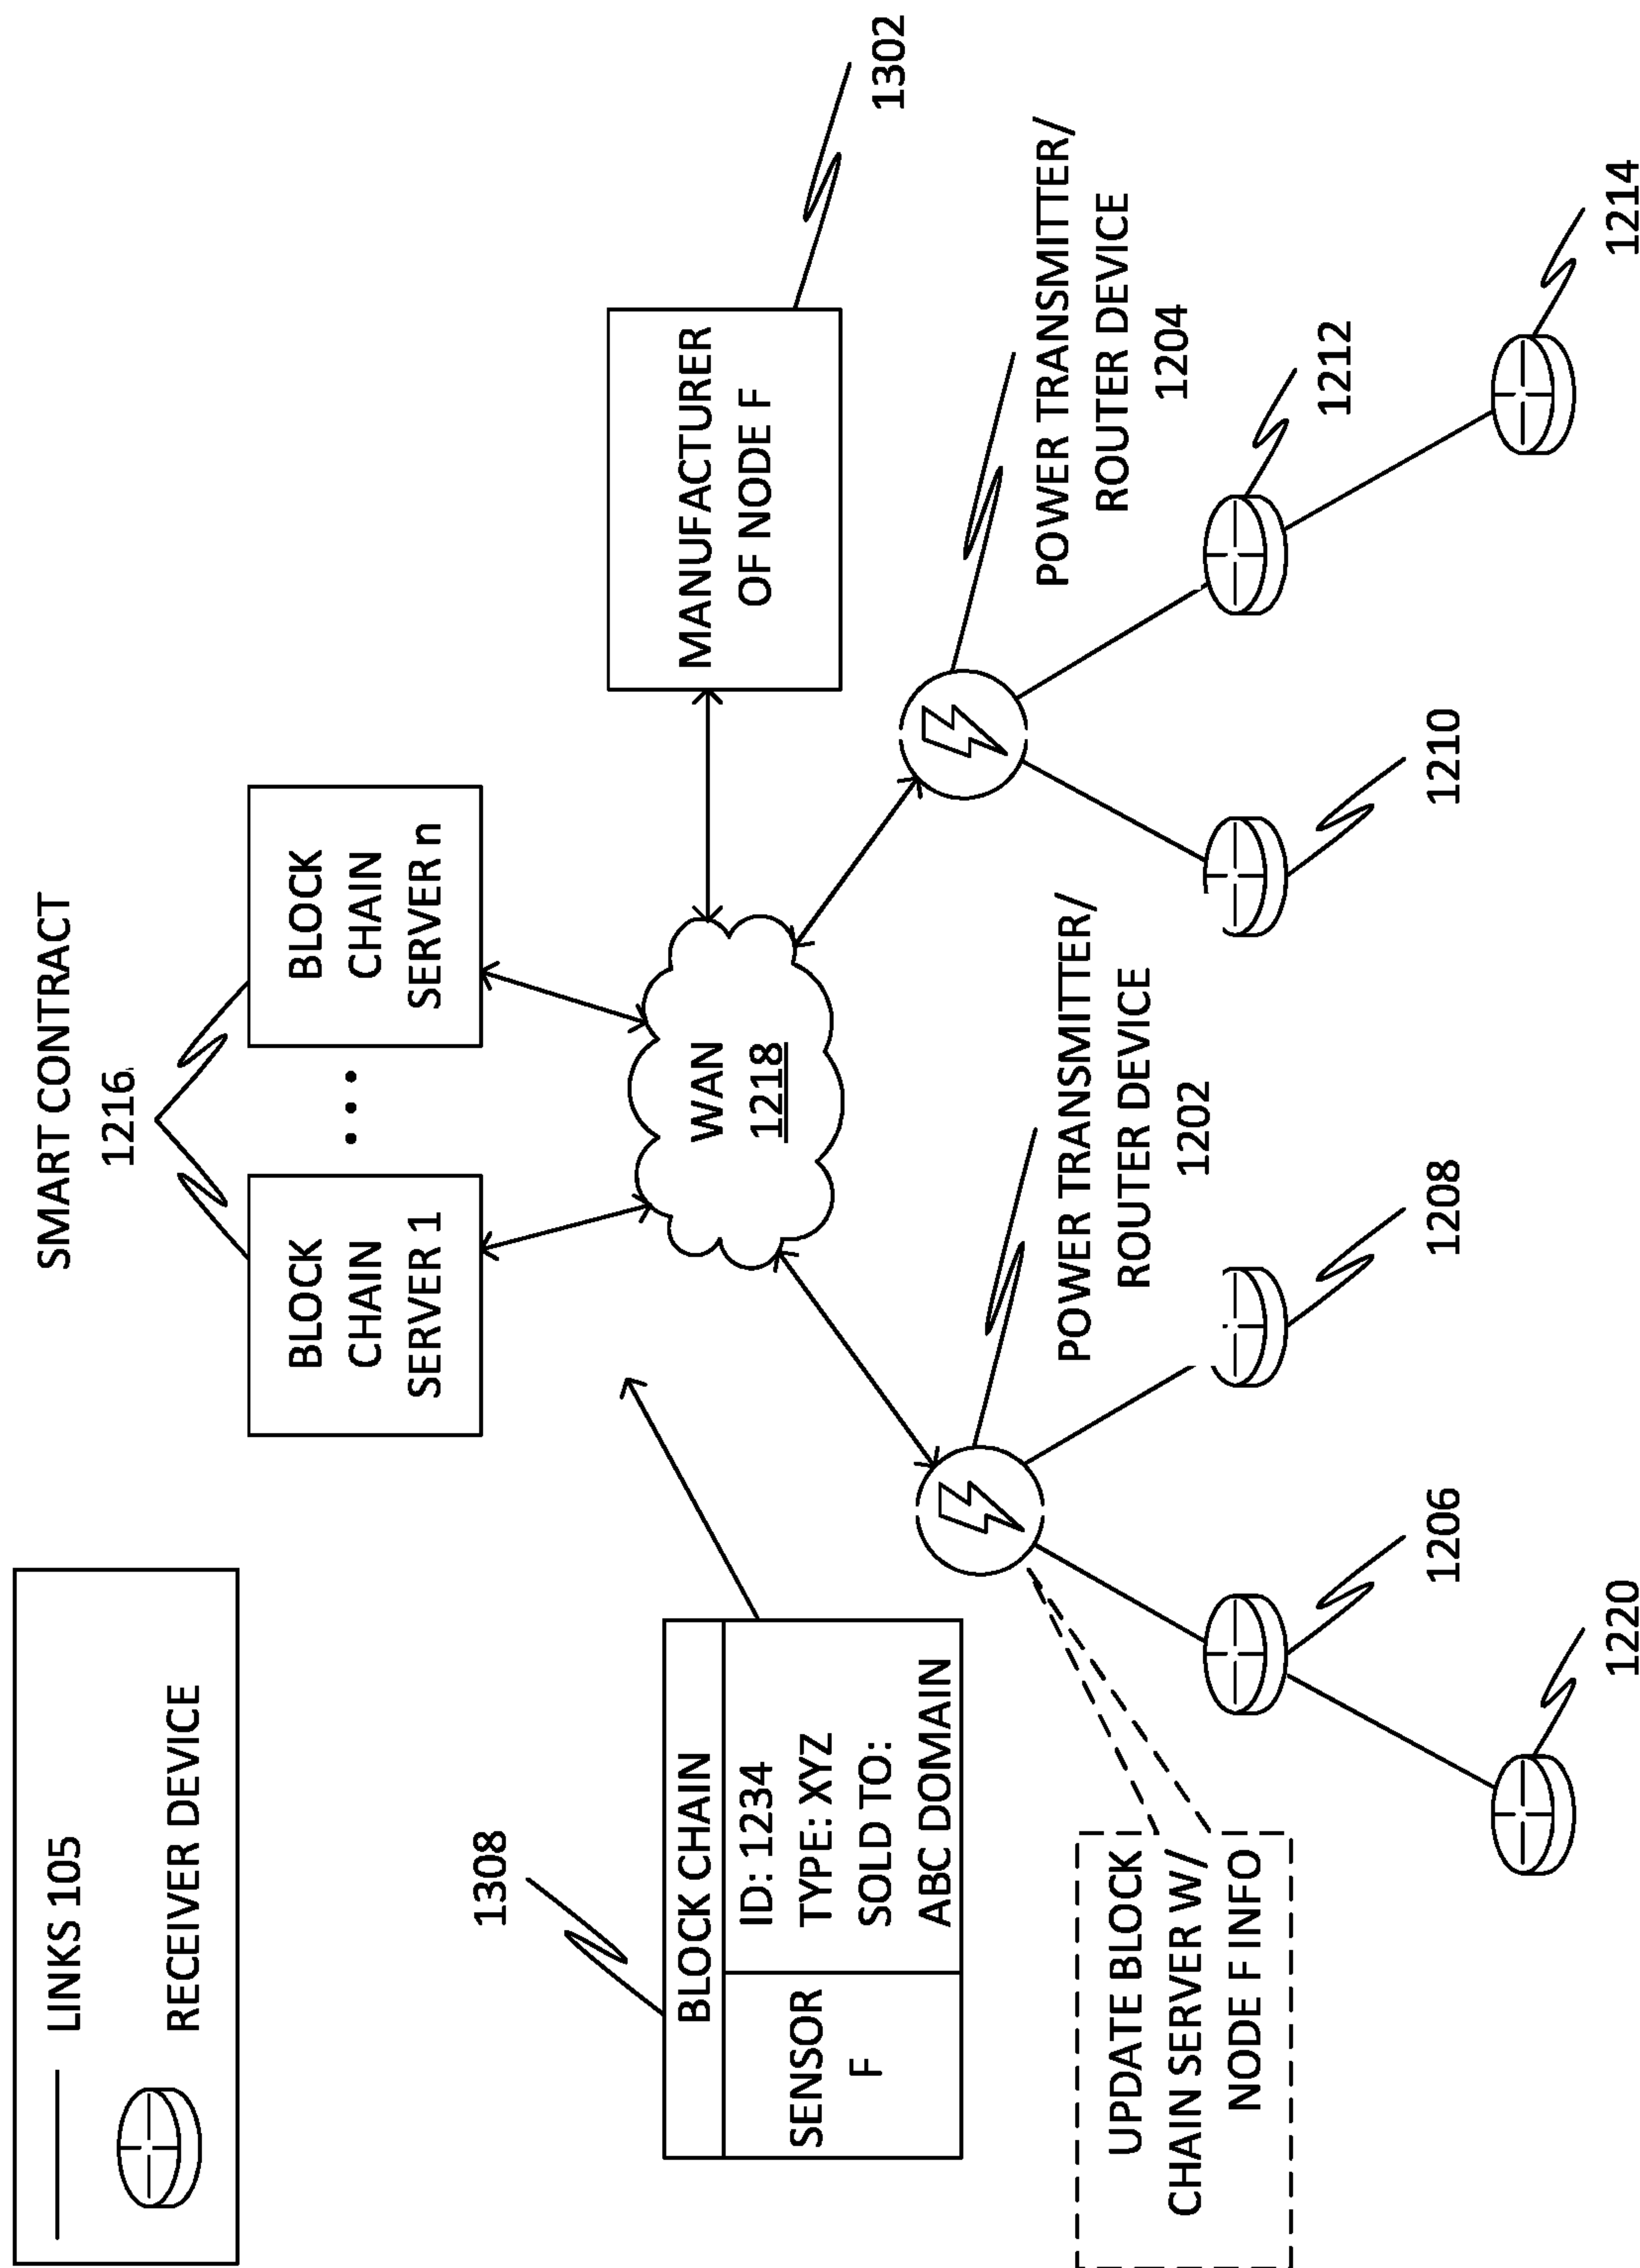 LINKS 105
RECEIVER DEVICE
SMART CONTRACT
1216
BLOCK
CHAIN
SERVER 1
...
BLOCK
CHAIN
SERVER n
1308
BLOCK CHAIN
SENSOR
F
ID: 1234
TYPE: XYZ
SOLD TO:
ABC DOMAIN
WAN
1218
MANUFACTURER
OF NODE F
1302
UPDATE BLOCK
CHAIN SERVER W/
NODE F INFO
POWER TRANSMITTER/
ROUTER DEVICE
1202
POWER TRANSMITTER/
ROUTER DEVICE
1204
1206
1208
1210
1212
1220
1214